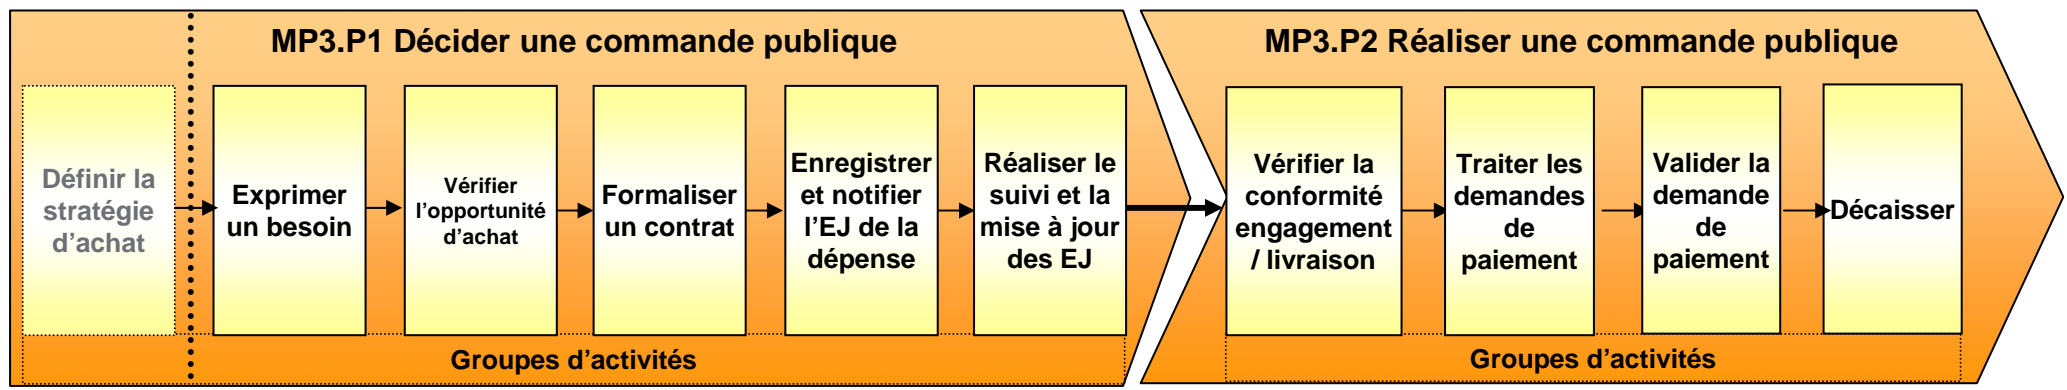 MP3.P1 Décider une commande publique
Définir la
stratégie
d’achat
Exprimer
un besoin
Vérifier
l’opportunité
d’achat
Formaliser
un contrat
Enregistrer
et notifier
l’EJ de la
dépense
Réaliser le
suivi et la
mise à jour
des EJ
Groupes d’activités
MP3.P2 Réaliser une commande publique
Vérifier la
conformité
engagement
/ livraison
Traiter les
demandes
de
paiement
Valider la
demande
de
paiement
Décaisser
Groupes d’activités